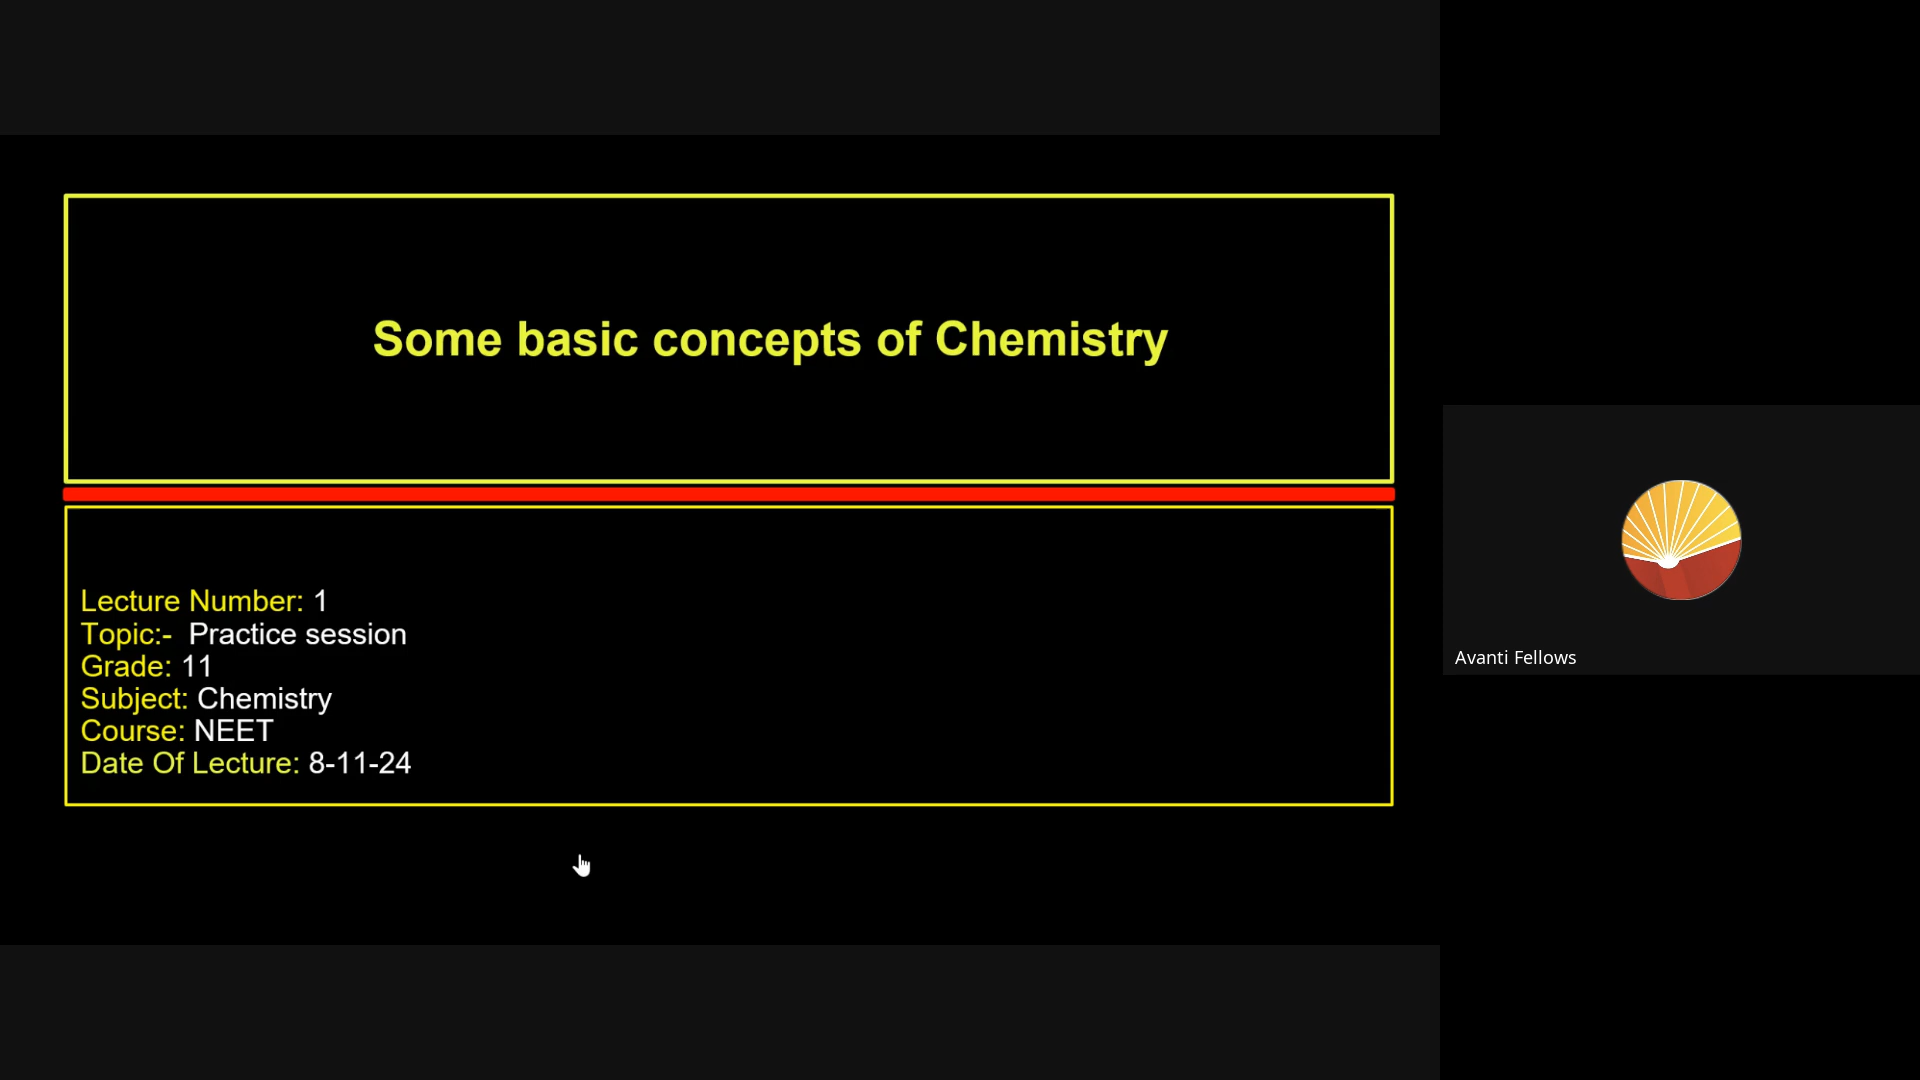 Some basic concepts of Chemistry
Lecture Number: 1
Topic:- Practice session
Grade: 11
Subject: Chemistry
Course: NEET
Date Of Lecture: 8-11-24
Avanti Fellows